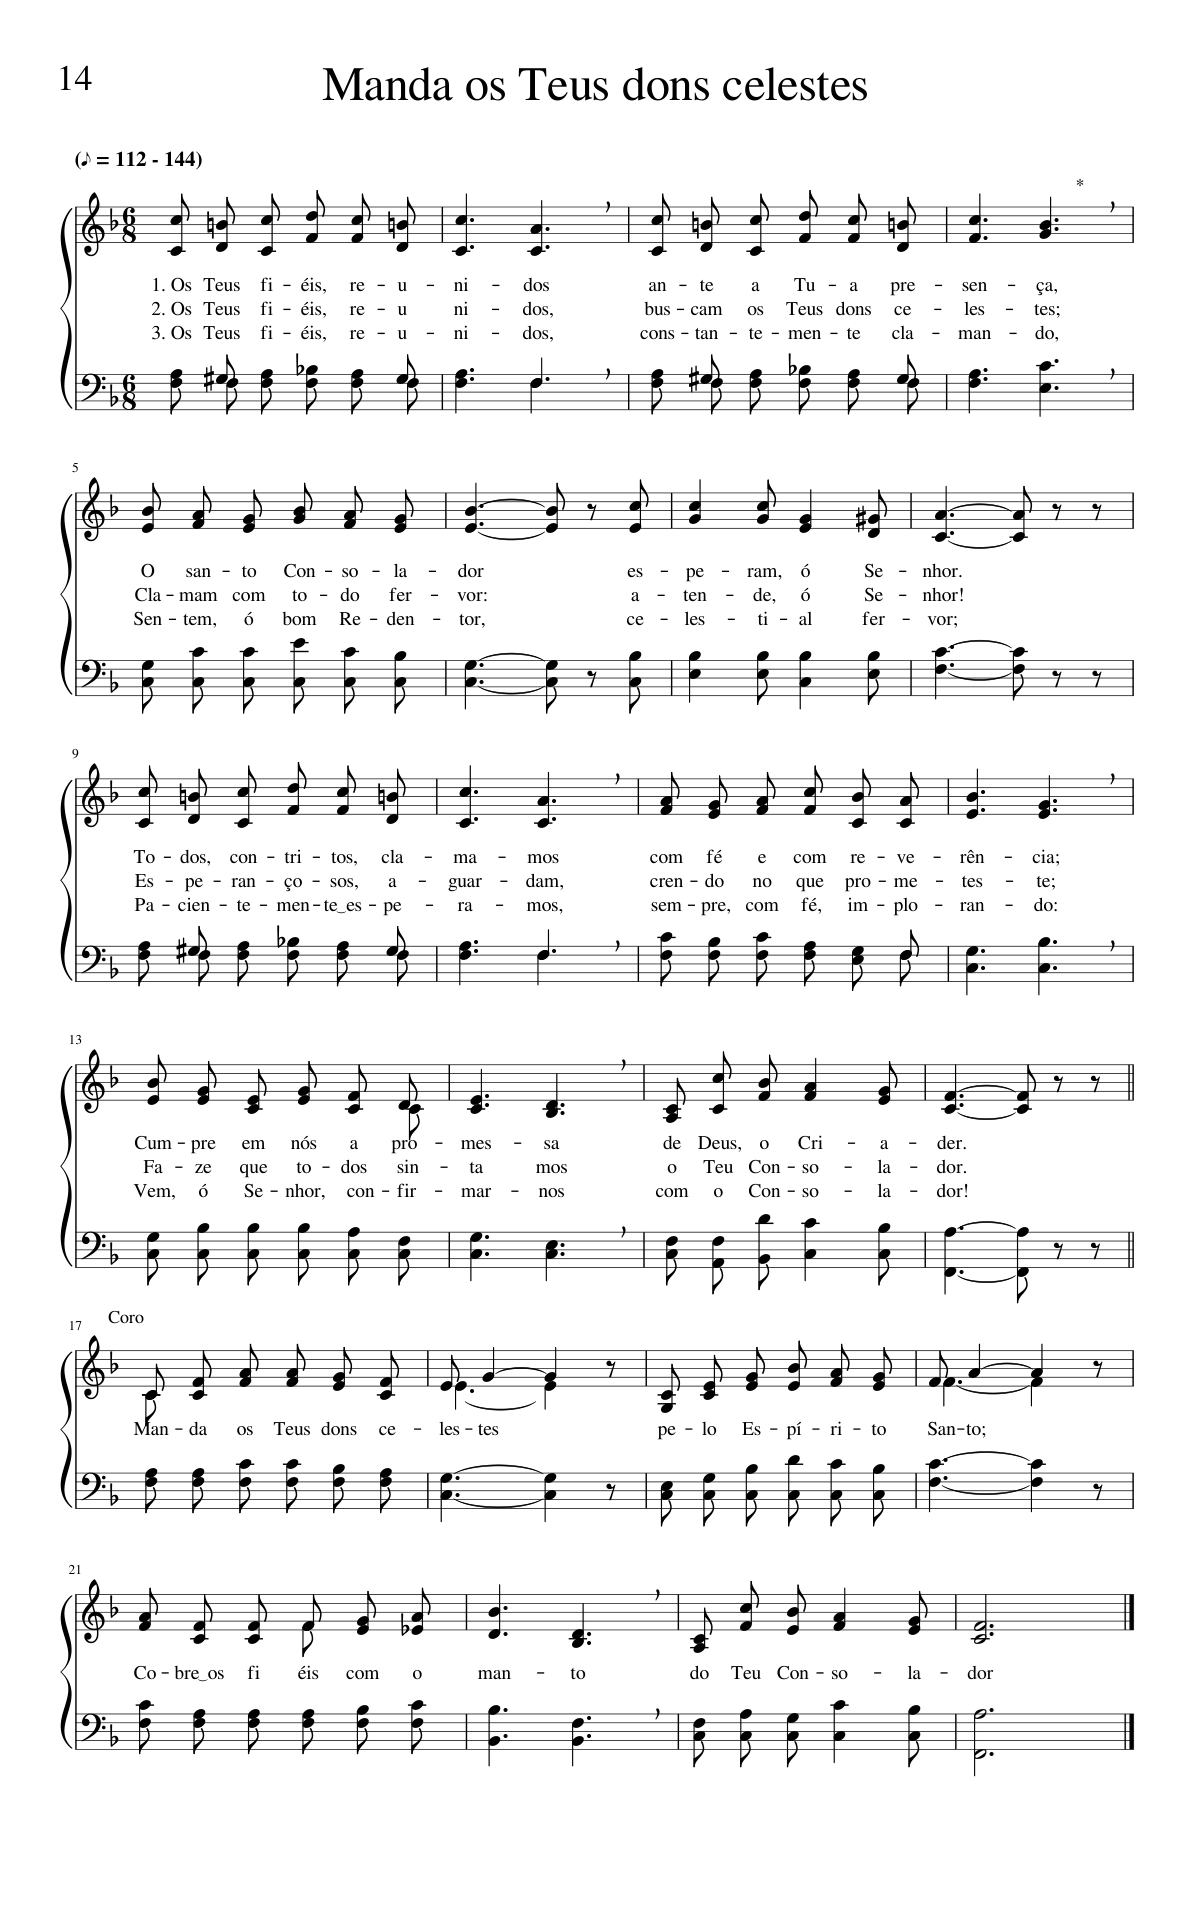 14
Manda os Teus dons celestes
(♪ = 112 - 144)
*
6 8
1. Os Teus fi – éis, re – u – ni – dos an – te a Tu – a pre – sen – ça,
2. Os Teus fi – éis, re – u – ni – dos, bus – cam os Teus dons ce – les – tes;
3. Os Teus fi – éis, re – u – ni – dos, cons – tan – te – men – te cla – man – do,
6 8
5
O san – to Con – so – la – dor es – pe – ram, ó Se – nhor.
Cla – mam com to – do fer – vor: a – ten – de, ó Se – nhor!
Sen – tem, ó bom Re – den – tor, ce – les – ti – al fer – vor;
9
To – dos, con – tri – tos, cla – ma – mos com fé e com re – ve – rên – cia;
Es – pe – ran – ço – sos, a – guar – dam, cren – do no que pro – me – tes – te;
Pa – cien – te – men – te‿es – pe – ra – mos, sem – pre, com fé, im – plo – ran – do:
13
Cum – pre em nós a pro – mes – sa de Deus, o Cri – a – der.
Fa – ze que to – dos sin – ta mos o Teu Con – so – la – dor.
Vem, ó Se – nhor, con – fir – mar – nos com o Con – so – la – dor!
Coro
17
Man – da os Teus dons ce – les – tes pe – lo Es – pí – ri – to San – to;
21
Co – bre‿os fi éis com o man – to do Teu Con – so – la – dor